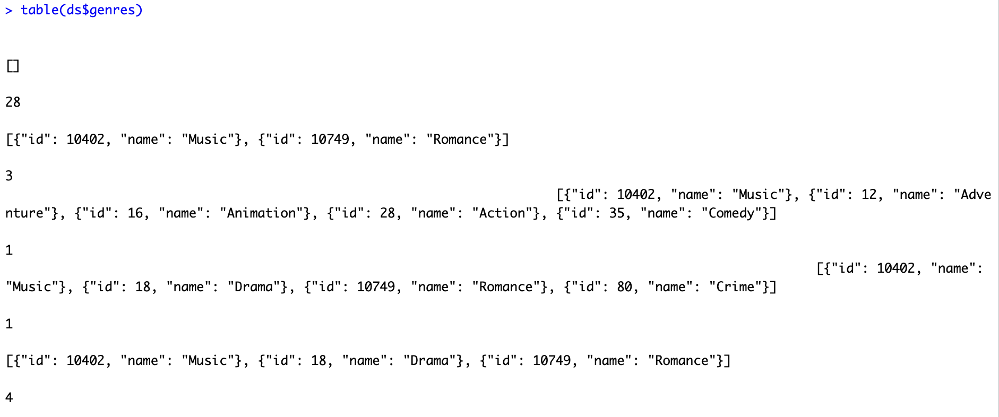 > table(ds$genres)
[]
28
[{"id": 10402, "name": "Music"}, {"id": 10749, "name": "Romance"}]
3
[{"id": 10402, "name": "Music"}, {"id": 12, "name": "Adve
nture"}, {"id": 16, "name": "Animation"}, {"id": 28, "name": "Action"}, {"id": 35, "name": "Comedy"}]
1
[{"id": 10402, "name":
"Music"}, {"id": 18, "name": "Drama"}, {"id": 10749, "name": "Romance"}, {"id": 80, "name": "Crime"}]
1
[{"id": 10402, "name": "Music"}, {"id": 18, "name": "Drama"}, {"id": 10749, "name": "Romance"}]
4